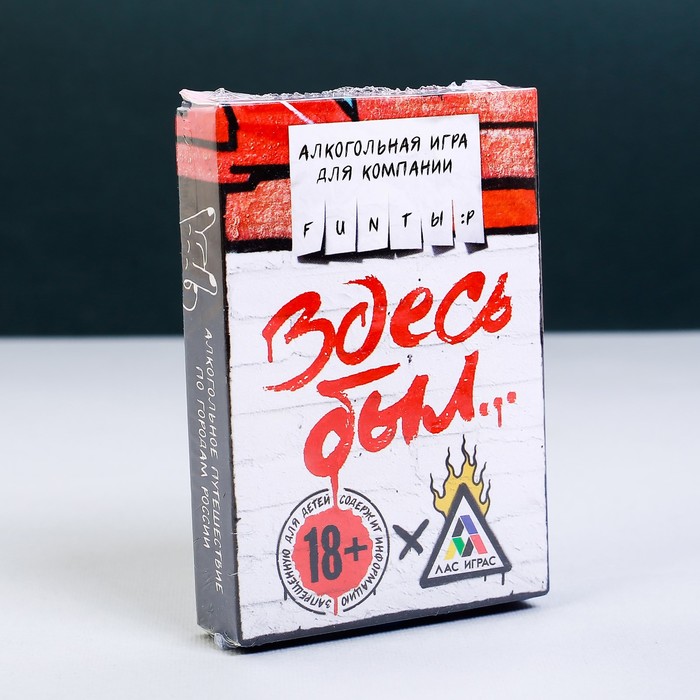 АЛКОГОЛЬНАЯ ИГРА
ДЛЯ КОМПАНИИ
FUNТЫ:Р
Здесь
был...
18+
СОДЕРЖИТ ИНФОРМАЦИЮ ЗАПРЕЩЕННУЮ ДЛЯ ДЕТЕЙ
X
ЛАС ИГРАС
АЛКОГОЛЬНОЕ ПУТЕШЕСТВИЕ
ПО ГОРОДАМ РОССИИ